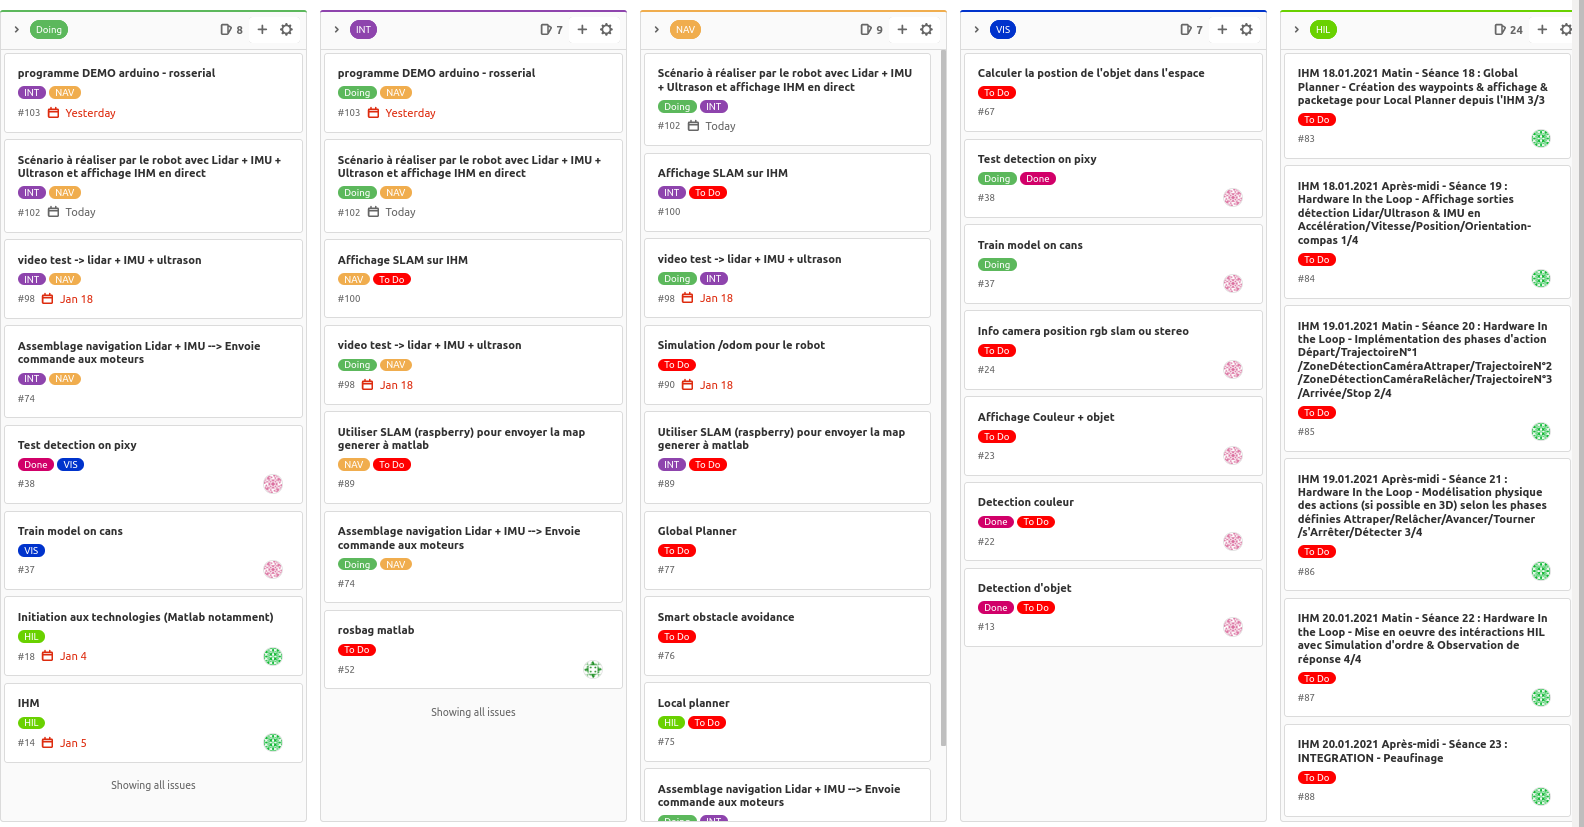 Doing
8
programme DEMO arduino - rosserial
INT NAV
#103 Yesterday
Scénario à réaliser par le robot avec Lidar + IMU +
Ultrason et affichage IHM en direct
INT NAV
#102 Today
video test -> lidar + IMU + ultrason
INT NAV
#98 Jan 18
Assemblage navigation Lidar + IMU --> Envoie
commande aux moteurs
INT NAV
#74
Test detection on pixy
Done VIS
#38
Train model on cans
VIS
#37
Initiation aux technologies (Matlab notamment)
HIL
#18 Jan 4
IHM
HIL
#14 Jan 5
Showing all issues
INT
7
programme DEMO arduino - rosserial
Doing NAV
#103 Yesterday
Scénario à réaliser par le robot avec Lidar + IMU +
Ultrason et affichage IHM en direct
Doing NAV
#102 Today
Affichage SLAM sur IHM
NAV To Do
#100
video test -> lidar + IMU + ultrason
Doing NAV
#98 Jan 18
Utiliser SLAM (raspberry) pour envoyer la map
generer à matlab
NAV To Do
#89
Assemblage navigation Lidar + IMU --> Envoie
commande aux moteurs
Doing NAV
#74
rosbag matlab
To Do
#52
Showing all issues
NAV
9
Scénario à réaliser par le robot avec Lidar + IMU
+ Ultrason et affichage IHM en direct
Doing INT
#102 Today
Affichage SLAM sur IHM
INT To Do
#100
video test -> lidar + IMU + ultrason
Doing INT
#98 Jan 18
Simulation /odom pour le robot
To Do
#90 Jan 18
Utiliser SLAM (raspberry) pour envoyer la map
generer à matlab
INT To Do
#89
Global Planner
To Do
#77
Smart obstacle avoidance
To Do
#76
Local planner
HIL To Do
#75
Assemblage navigation Lidar + IMU --> Envoie
commande aux moteurs
Doing INT
VIS
7
Calculer la postion de l'objet dans l'espace
To Do
#67
Test detection on pixy
Doing Done
#38
Train model on cans
Doing
#37
Info camera position rgb slam ou stereo
To Do
#24
Affichage Couleur + objet
To Do
#23
Detection couleur
Done To Do
#22
Detection d'objet
Done To Do
#13
HIL
24
IHM 18.01.2021 Matin - Séance 18 : Global
Planner - Création des waypoints & affichage &
packetage pour Local Planner depuis l'IHM 3/3
To Do
#83
IHM 18.01.2021 Après-midi - Séance 19 :
Hardware In the Loop - Affichage sorties
détection Lidar/Ultrason & IMU en
Accélération/Vitesse/Position/Orientation-
compas 1/4
To Do
#84
IHM 19.01.2021 Matin - Séance 20 : Hardware In
the Loop - Implémentation des phases d'action
Départ/TrajectoireN°1
/ZoneDétectionCaméraAttraper/TrajectoireN°2
/ZoneDétectionCaméraRelâcher/TrajectoireN°3
/Arrivée/Stop 2/4
To Do
#85
IHM 19.01.2021 Après-midi - Séance 21 :
Hardware In the Loop - Modélisation physique
des actions (si possible en 3D) selon les phases
définies Attraper/Relâcher/Avancer/Tourner
/s'Arrêter/Détecter 3/4
To Do
#86
IHM 20.01.2021 Matin - Séance 22 : Hardware In
the Loop - Mise en oeuvre des intéractions HIL
avec Simulation d'ordre & Observation de
réponse 4/4
To Do
#87
IHM 20.01.2021 Après-midi - Séance 23 :
INTEGRATION - Peaufinage
To Do
#88